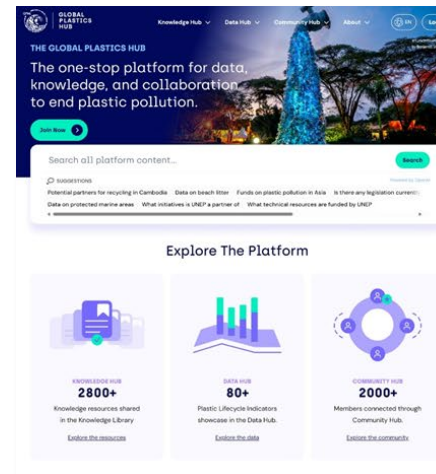 GLOBAL
PLASTICS
HUB
Knowledge Hub
Data Hub
Community Hub
About
EN
THE GLOBAL PLASTICS HUB
The one-stop platform for data,
knowledge, and collaboration
to end plastic pollution.
Join Now
Search all platform content...
Search
SUGGESTIONS
Potential partners for recycling in Cambodia Data on beach litter Funds on plastic pollution in Asia Is there any legislation
Data on protected marine areas What initiatives is UNEP a partner of What technical resources are funded by UNEP
Explore The Platform
KNOWLEDGE HUB
2800+
Knowledge resources shared
in the Knowledge Library
Explore the resources
DATA HUB
80+
Plastic Lifecycle Indicators
showcase in the Data Hub.
Explore the data
COMMUNITY HUB
2000+
Members connected through
Community Hub.
Explore the community